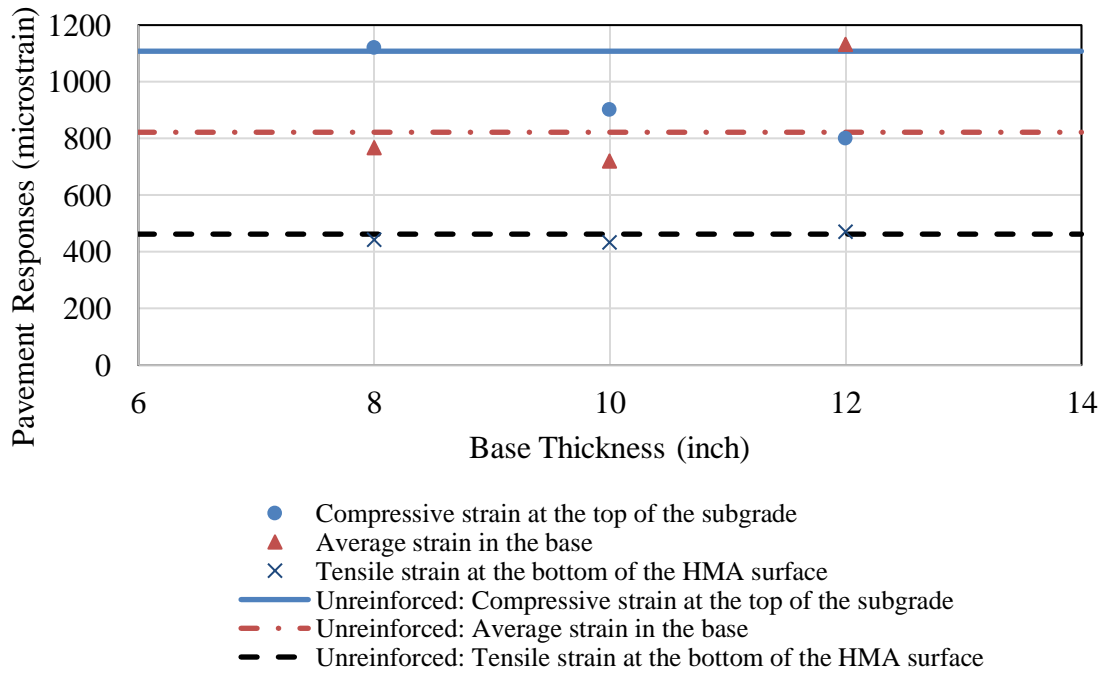 Pavement Responses (microstrain)
1200
1000
800
600
400
200
0
6 8 10 12 14
Base Thickness (inch)
Compressive strain at the top of the subgrade
Average strain in the base
Tensile strain at the bottom of the HMA surface
Unreinforced: Compressive strain at the top of the subgrade
Unreinforced: Average strain in the base
Unreinforced: Tensile strain at the bottom of the HMA surface